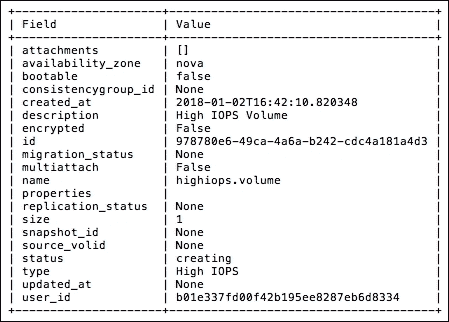 +---------------------+--------------------------------------+
| Field | Value |
+---------------------+--------------------------------------+
| attachments | [] |
| availability_zone | nova |
| bootable | false |
| consistencygroup_id | None |
| created_at | 2018-01-02T16:42:10.820348 |
| description | High IOPS Volume |
| encrypted | False |
| id | 978780e6-49ca-4a6a-b242-cdc4a181a4d3 |
| migration_status | None |
| multiattach | False |
| name | highiops.volume |
| properties | |
| replication_status | None |
| size | 1 |
| snapshot_id | None |
| source_volid | None |
| status | creating |
| type | High IOPS |
| updated_at | None |
| user_id | b01e337fd00f42b195ee8287eb6d8334 |
+---------------------+--------------------------------------+